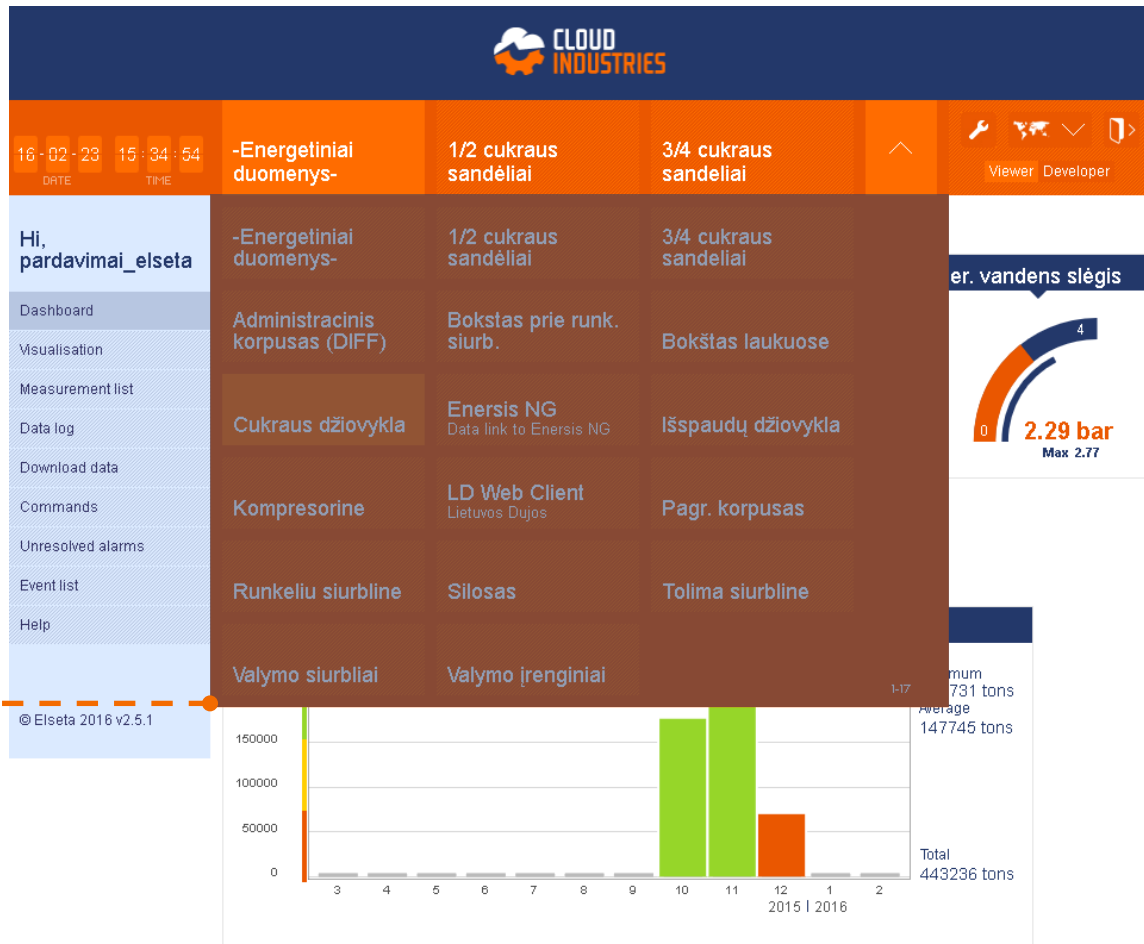 CLOUD
INDUSTRIES
16-02-23 15:34:54
DATE TIME
-Energetiniai
duomenys-
1/2 cukraus
sandėliai
3/4 cukraus
sandeliai
Viewer Developer
Hi,
pardavimai_elseta
Dashboard
Visualisation
Measurement list
Data log
Download data
Commands
Unresolved alarms
Event list
Help
© Elseta 2016 v2.5.1
-Energetiniai
duomenys-
1/2 cukraus
sandėliai
3/4 cukraus
sandeliai
Administracinis
korpusas (DIFF)
Bokstas prie runk.
siurb.
Bokštas laukuose
Cukraus džiovykla
Enersis NG
Data link to Enersis NG
Išspaudų džiovykla
Kompresorine
LD Web Client
Lietuvos Dujos
Pagr. korpusas
Runkeliu siurbline
Silosas
Tolima siurbline
Valymo siurbliai
Valymo įrenginiai
1-17
er. vandens slėgis
4
0
2.29 bar
Max 2.77
mum
731 tons
Average
147745 tons
Total
443236 tons
150000
100000
50000
0
3 4 5 6 7 8 9 10 11 12 1 2
2015 | 2016